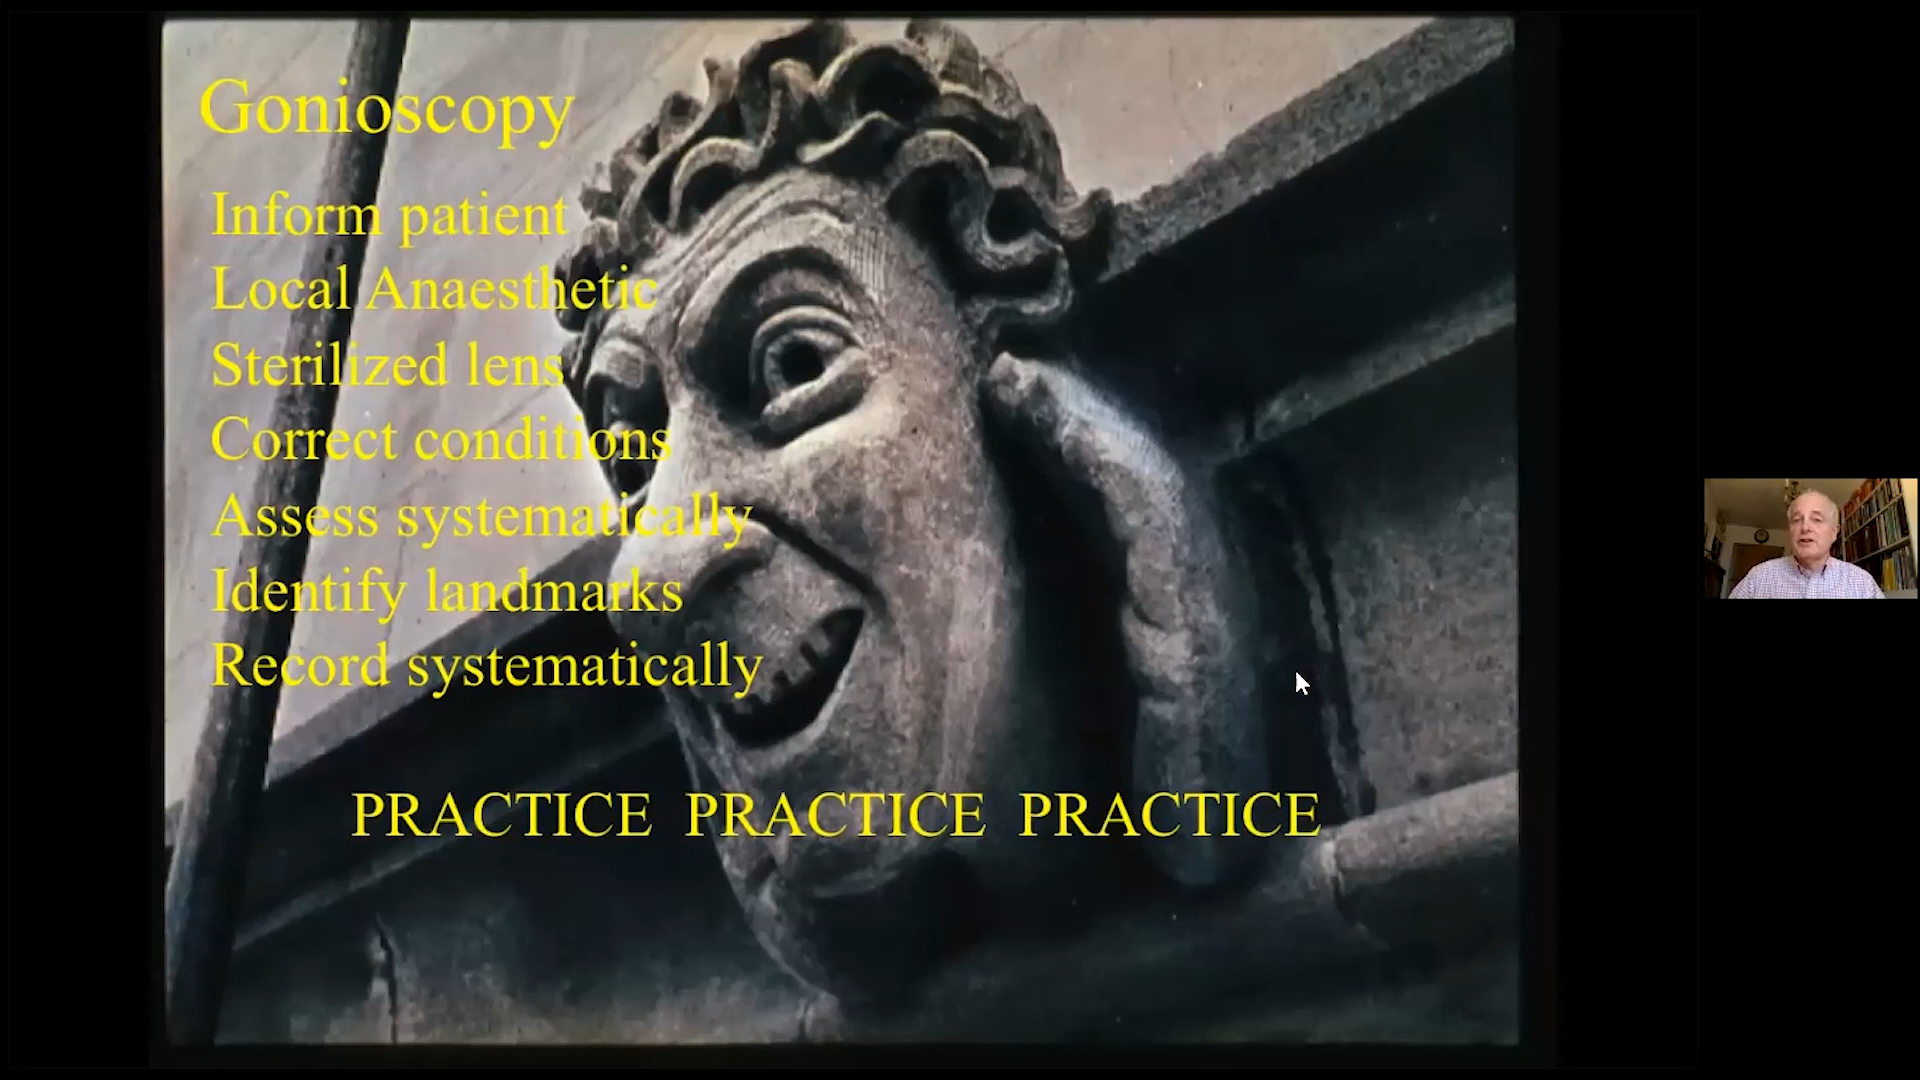 Gonioscopy
Inform patient
Local Anaesthetic
Sterilized lens
Correct conditions
Assess systematically
Identify landmarks
Record systematically
PRACTICE PRACTICE PRACTICE